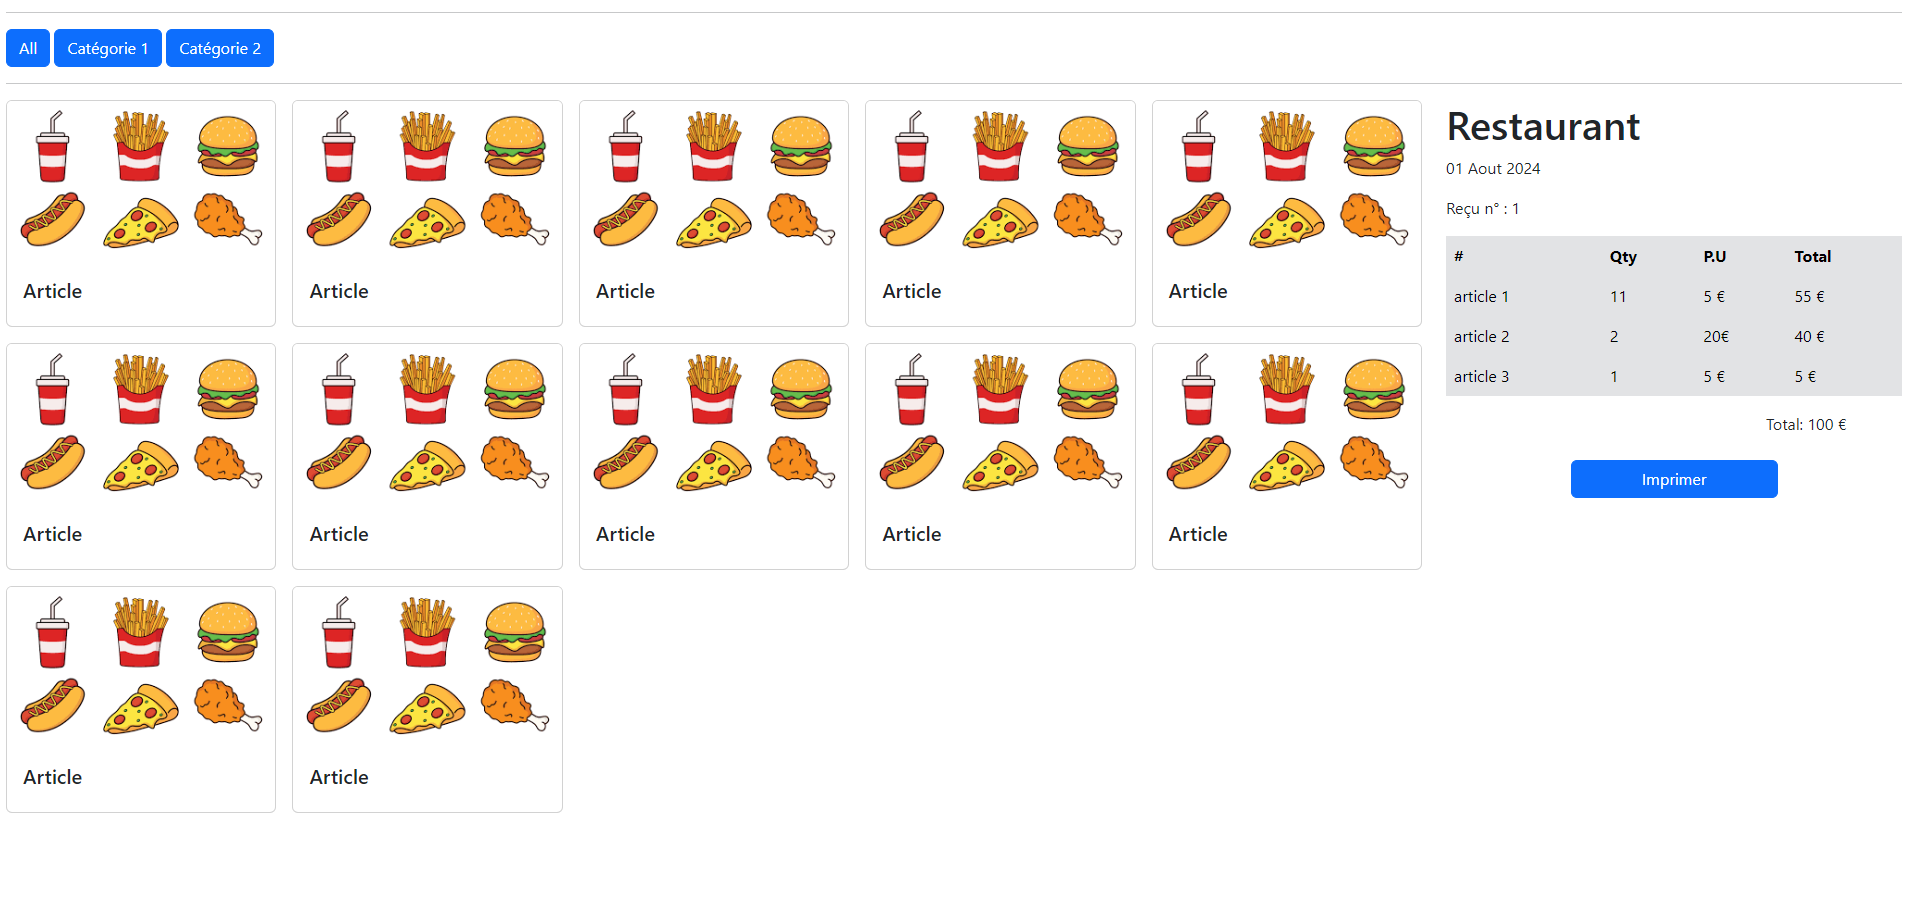 All Catégorie 1 Catégorie 2
Article Article Article Article Article
Article Article Article Article Article
Article Article
Restaurant
01 Aout 2024
Reçu n° : 1
# Qty P.U Total
article 1 11 5 € 55 €
article 2 2 20€ 40 €
article 3 1 5 € 5 €
Total: 100 €
Imprimer